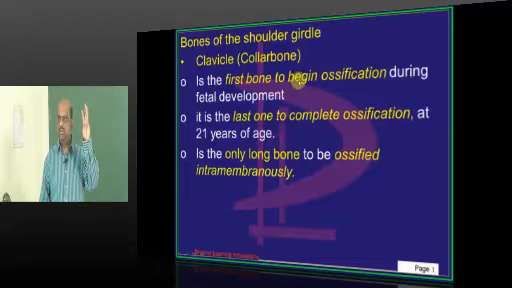 Bones of the shoulder girdle
• Clavicle (Collarbone)
o Is the first bone to begin ossification during
fetal development
o it is the last one to complete ossification, at
21 years of age.
o Is the only long bone to be ossified
intramembranously.
Page 1